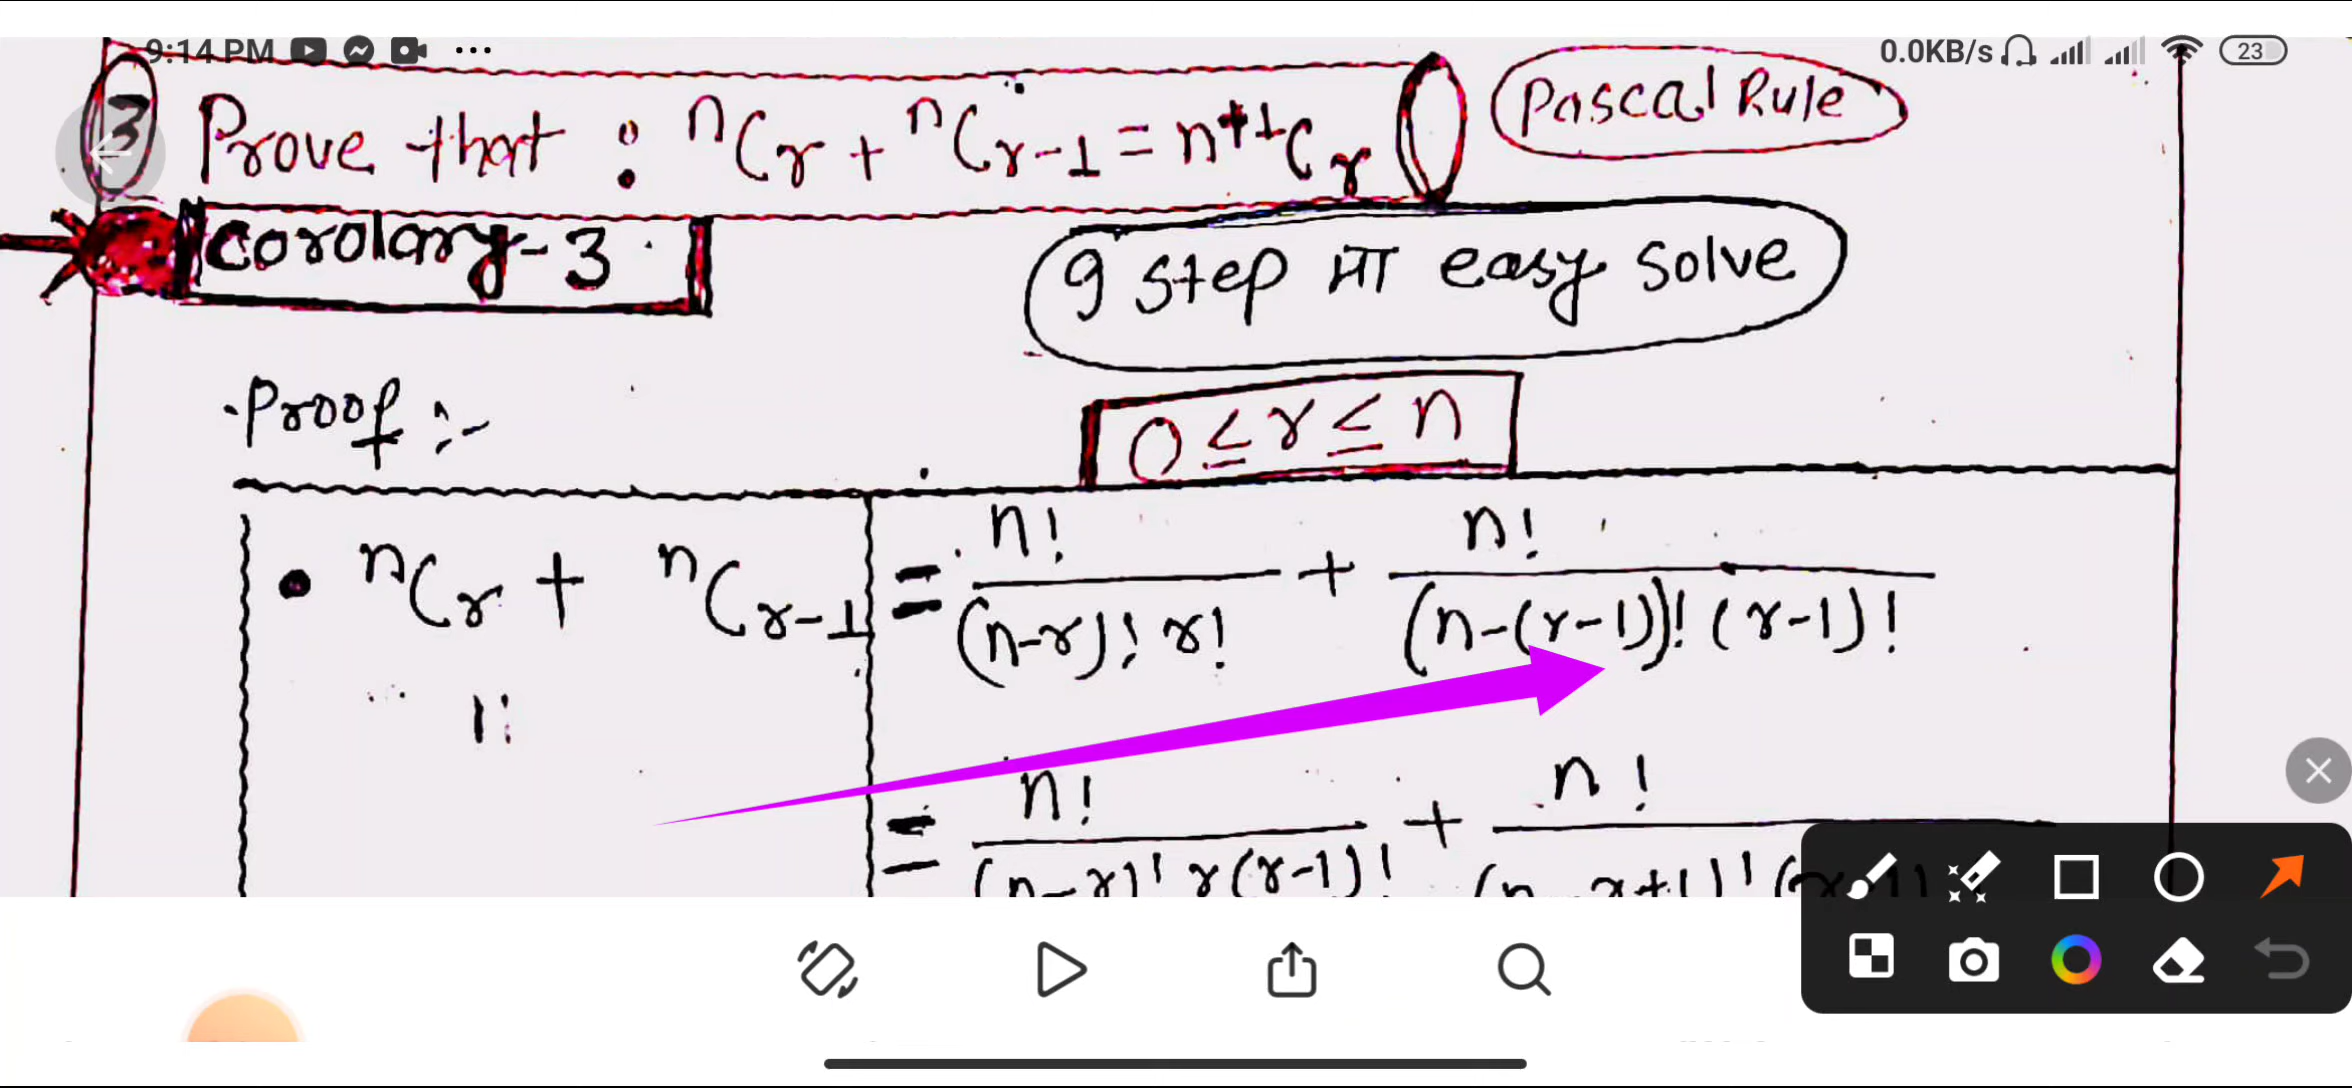 9:14 PM ... 0.0KB/s 23
3 Prove that : ⁿCr + ⁿCr-1 = n+1Cr Pascal Rule
corolary-3
9 step मा easy solve
Proof :-
0 ≤ r ≤ n
ⁿCr + ⁿCr-1 = n! / (n-r)! r! + n! / (n-(r-1))! (r-1)!
= n! / (n-r)! r(r-1)! + n! / (n-r+1)!